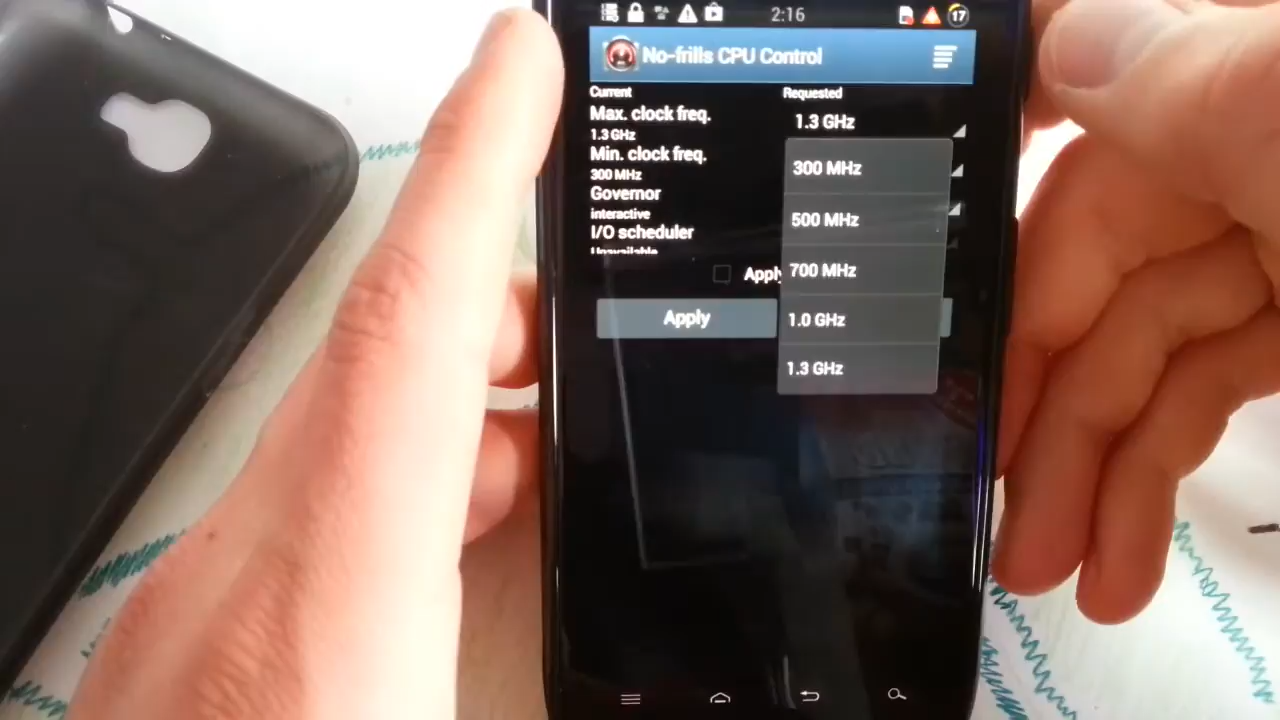 2:16
17
No-frills CPU Control
Current
Requested
Max. clock freq.
1.3 GHz
1.3 GHz
Min. clock freq.
300 MHz
300 MHz
Governor
interactive
500 MHz
I/O scheduler
Unavailable
Apply
700 MHz
Apply
1.0 GHz
1.3 GHz